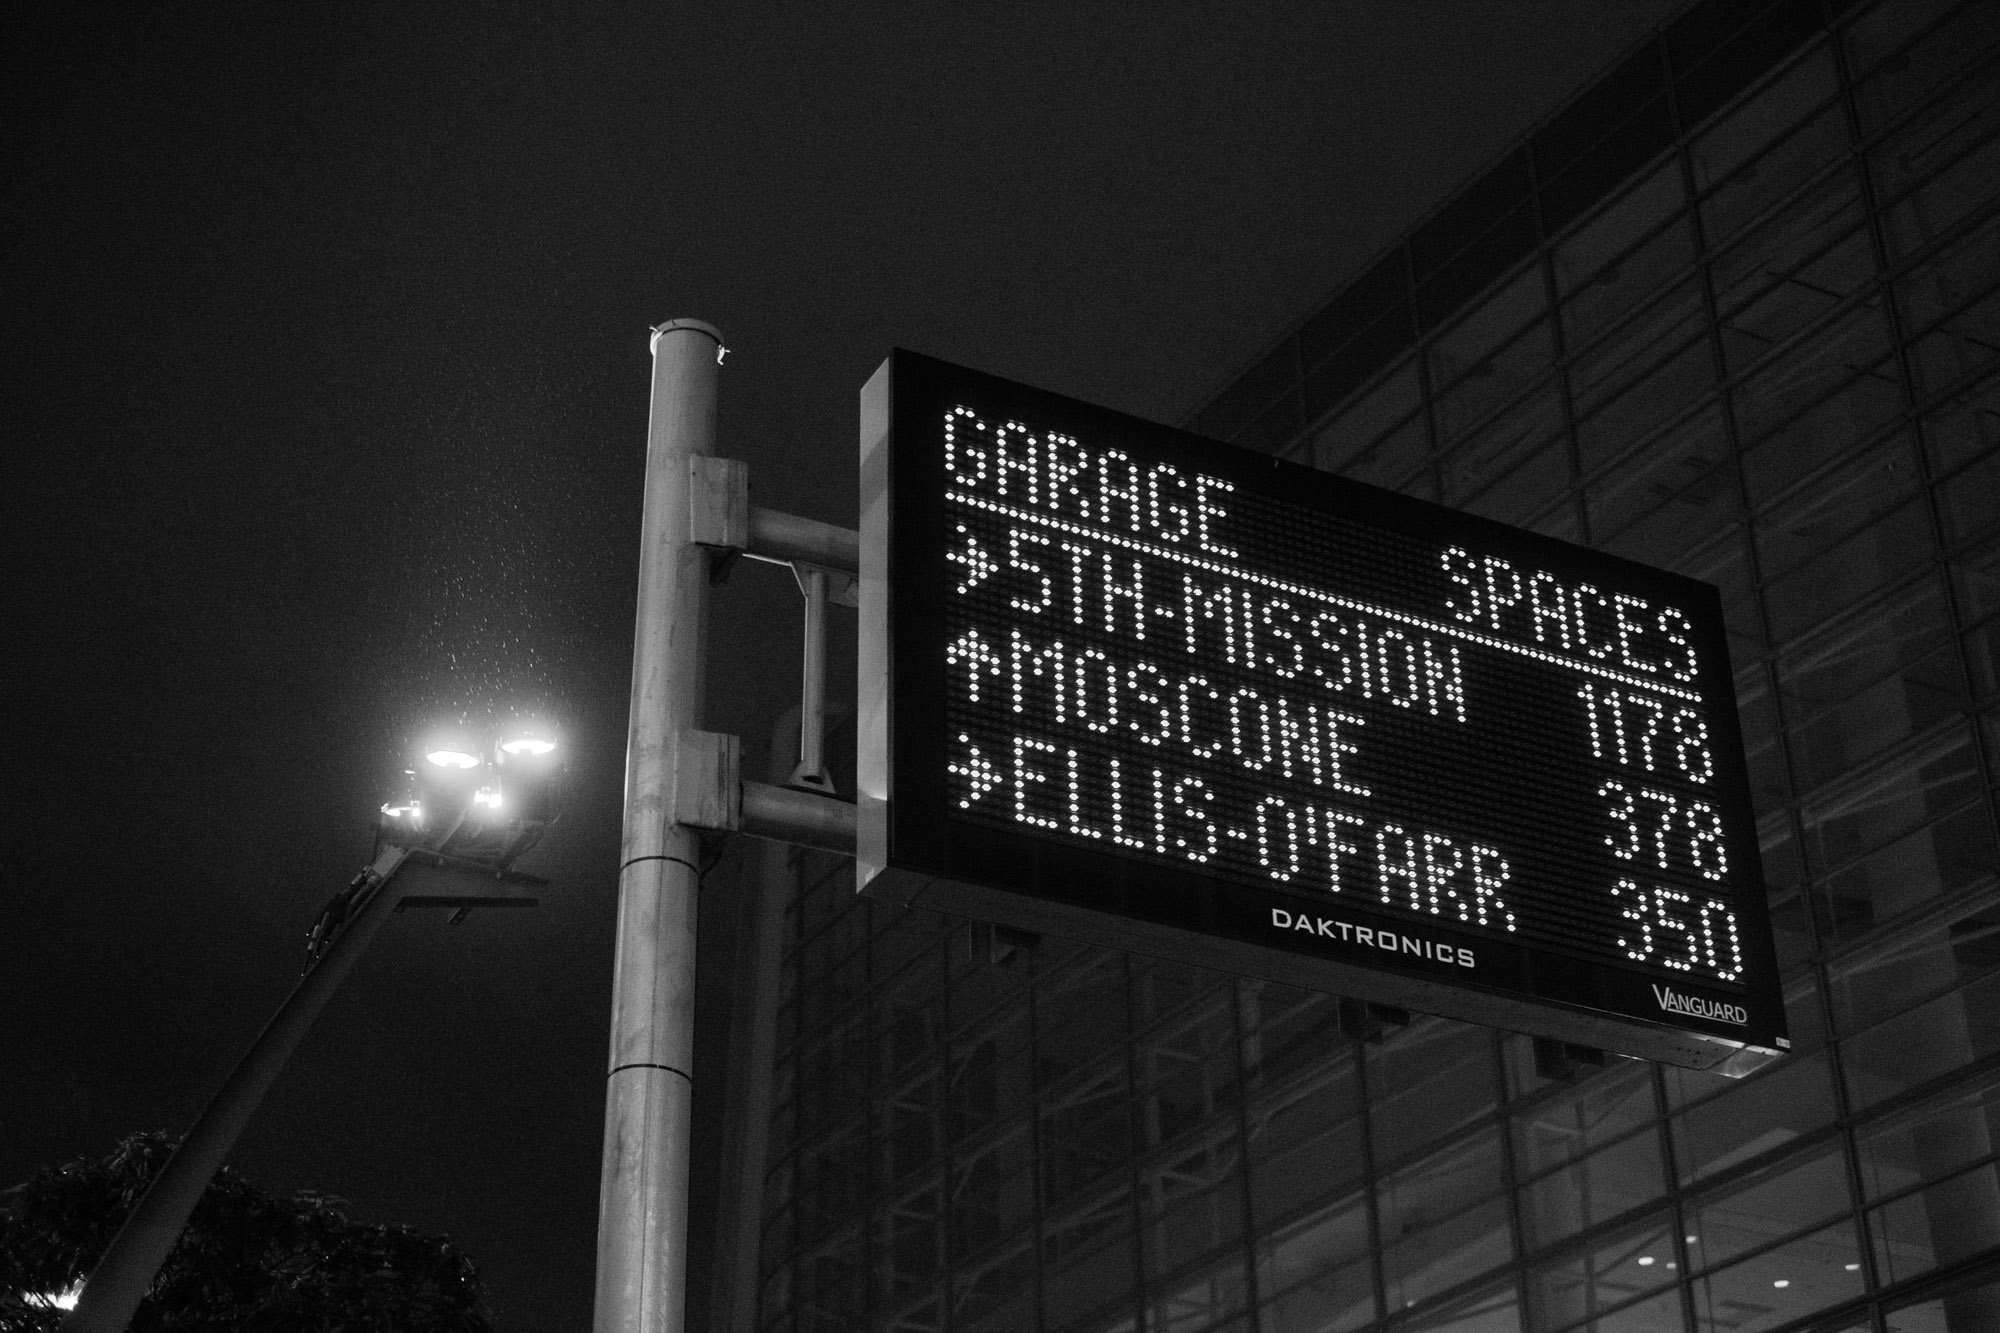 GARAGE SPACES
→5TH-MISSION 1178
↑MOSCONE 378
→ELLIS-O'FARR 350
DAKTRONICS
VANGUARD